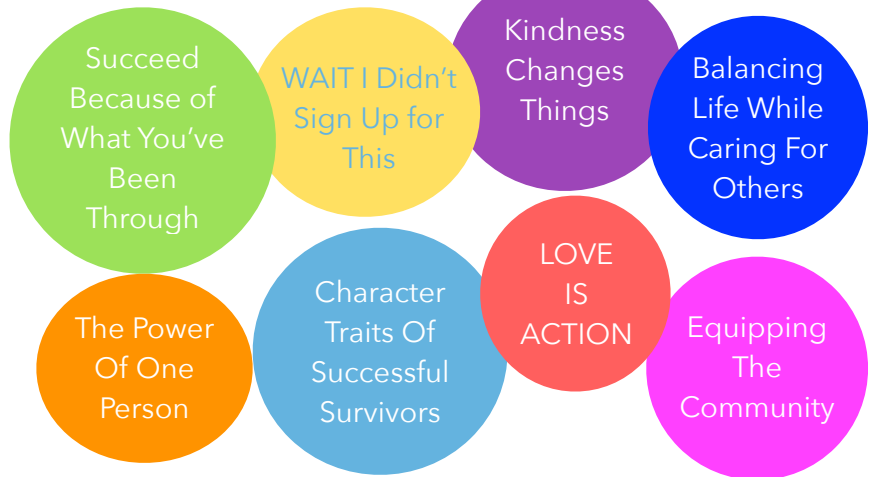 Succeed
Because of
What You’ve
Been
Through
WAIT I Didn’t
Sign Up for
This
Kindness
Changes
Things
Balancing
Life While
Caring For
Others
The Power
Of One
Person
Character
Traits Of
Successful
Survivors
LOVE
IS
ACTION
Equipping
The
Community